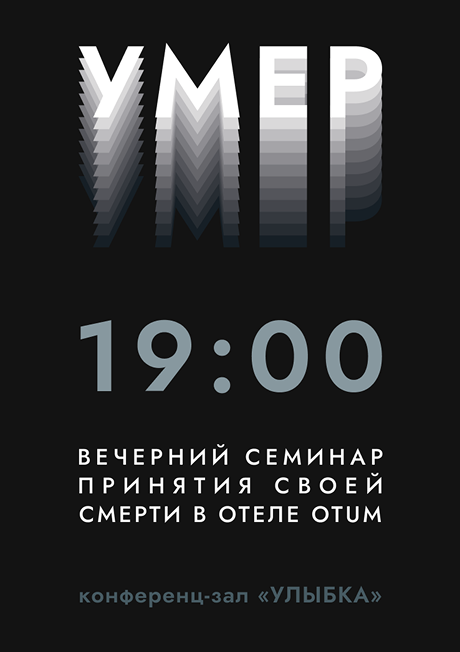 УМЕР
19:00
ВЕЧЕРНИЙ СЕМИНАР
ПРИНЯТИЯ СВОЕЙ
СМЕРТИ В ОТЕЛЕ OTUM
конференц-зал «УЛЫБКА»